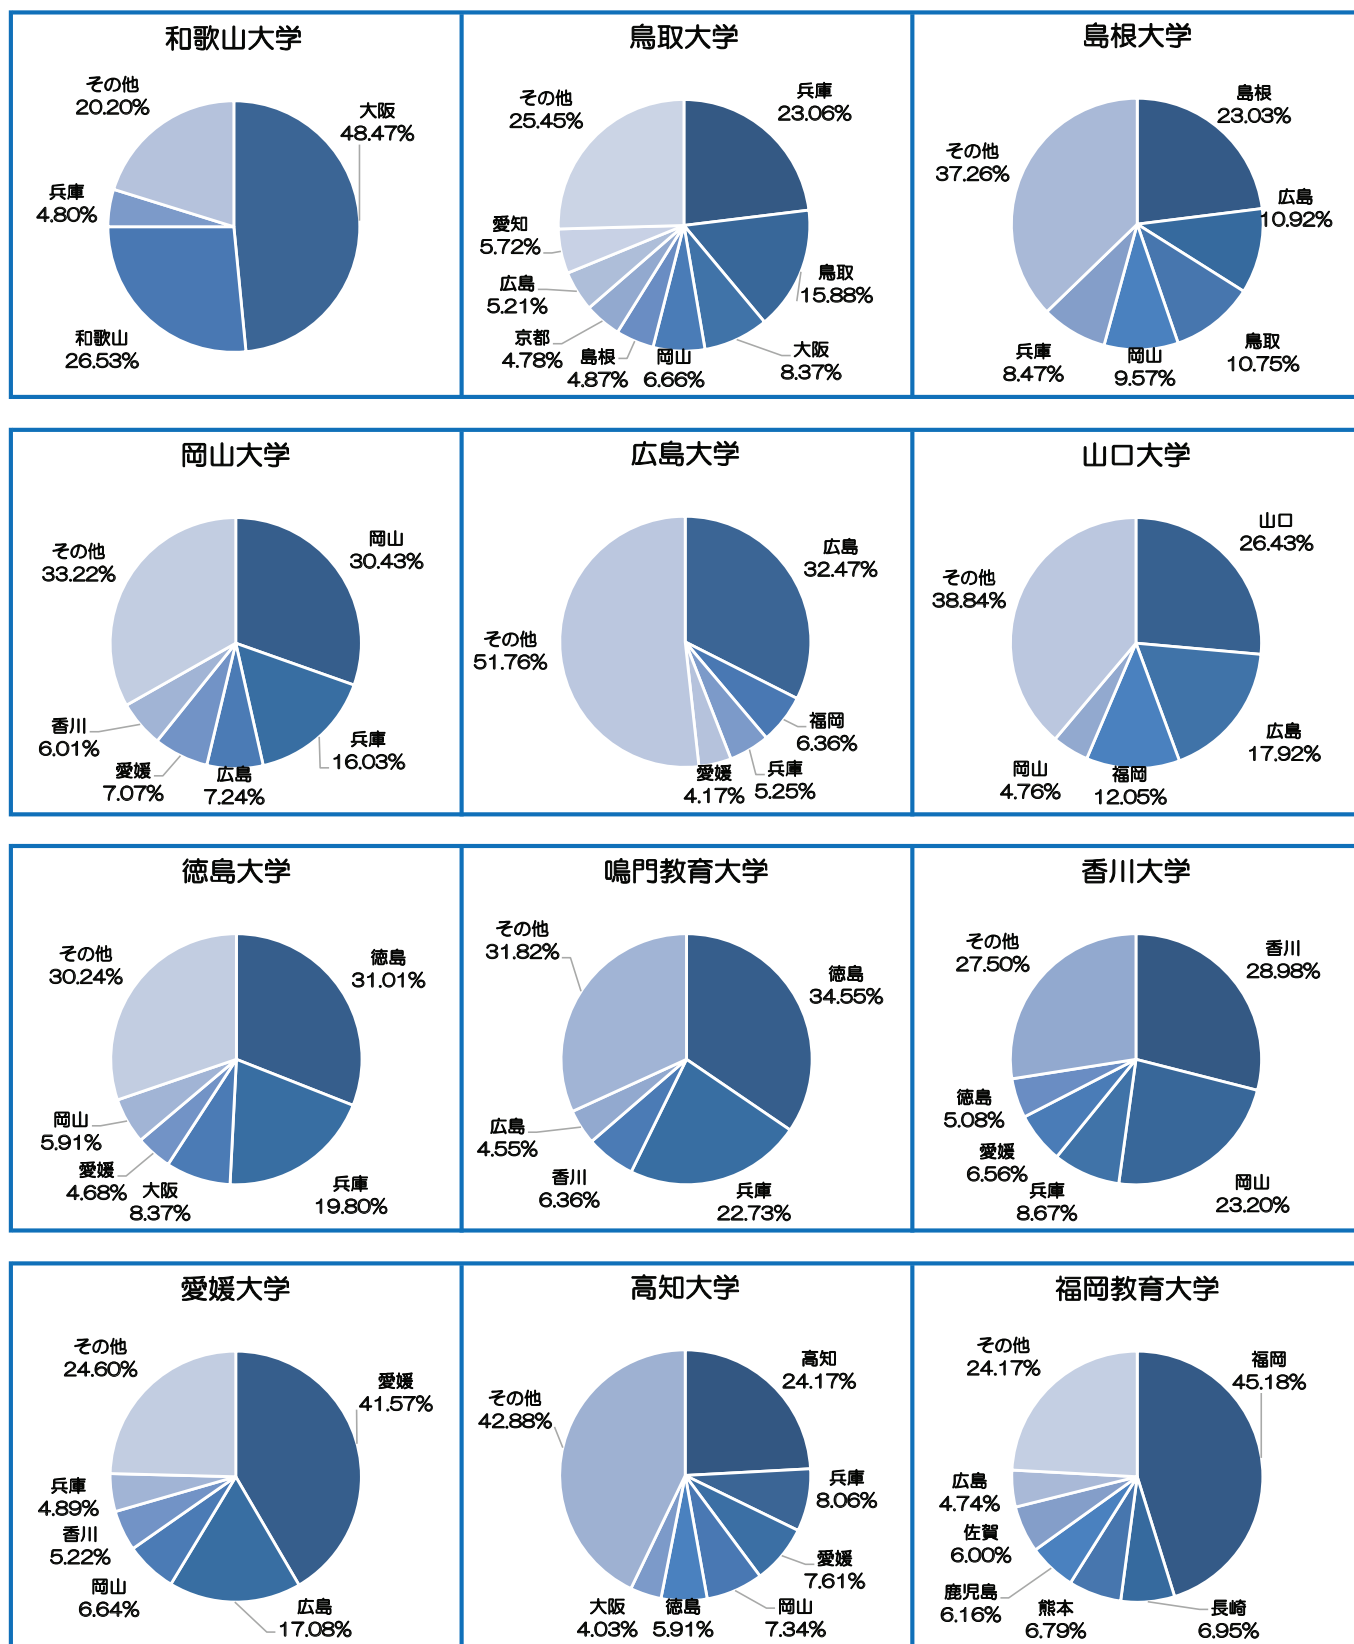 和歌山大学
その他
20.20%
大阪
48.47%
兵庫
4.80%
和歌山
26.53%
鳥取大学
その他
25.45%
兵庫
23.06%
愛知
5.72%
広島
5.21%
京都
4.78%
島根
4.87%
岡山
6.66%
大阪
8.37%
鳥取
15.88%
島根大学
島根
23.03%
その他
37.26%
広島
10.92%
兵庫
8.47%
岡山
9.57%
鳥取
10.75%
岡山大学
その他
33.22%
岡山
30.43%
香川
6.01%
愛媛
7.07%
広島
7.24%
兵庫
16.03%
広島大学
広島
32.47%
その他
51.76%
福岡
6.36%
愛媛
4.17%
兵庫
5.25%
山口大学
山口
26.43%
その他
38.84%
広島
17.92%
岡山
4.76%
福岡
12.05%
徳島大学
その他
30.24%
徳島
31.01%
岡山
5.91%
愛媛
4.68%
大阪
8.37%
兵庫
19.80%
鳴門教育大学
その他
31.82%
徳島
34.55%
広島
4.55%
香川
6.36%
兵庫
22.73%
香川大学
その他
27.50%
香川
28.98%
徳島
5.08%
愛媛
6.56%
兵庫
8.67%
岡山
23.20%
愛媛大学
その他
24.60%
愛媛
41.57%
兵庫
4.89%
香川
5.22%
岡山
6.64%
広島
17.08%
高知大学
高知
24.17%
その他
42.88%
兵庫
8.06%
愛媛
7.61%
大阪
4.03%
徳島
5.91%
岡山
7.34%
福岡教育大学
その他
24.17%
福岡
45.18%
広島
4.74%
佐賀
6.00%
鹿児島
6.16%
熊本
6.79%
長崎
6.95%